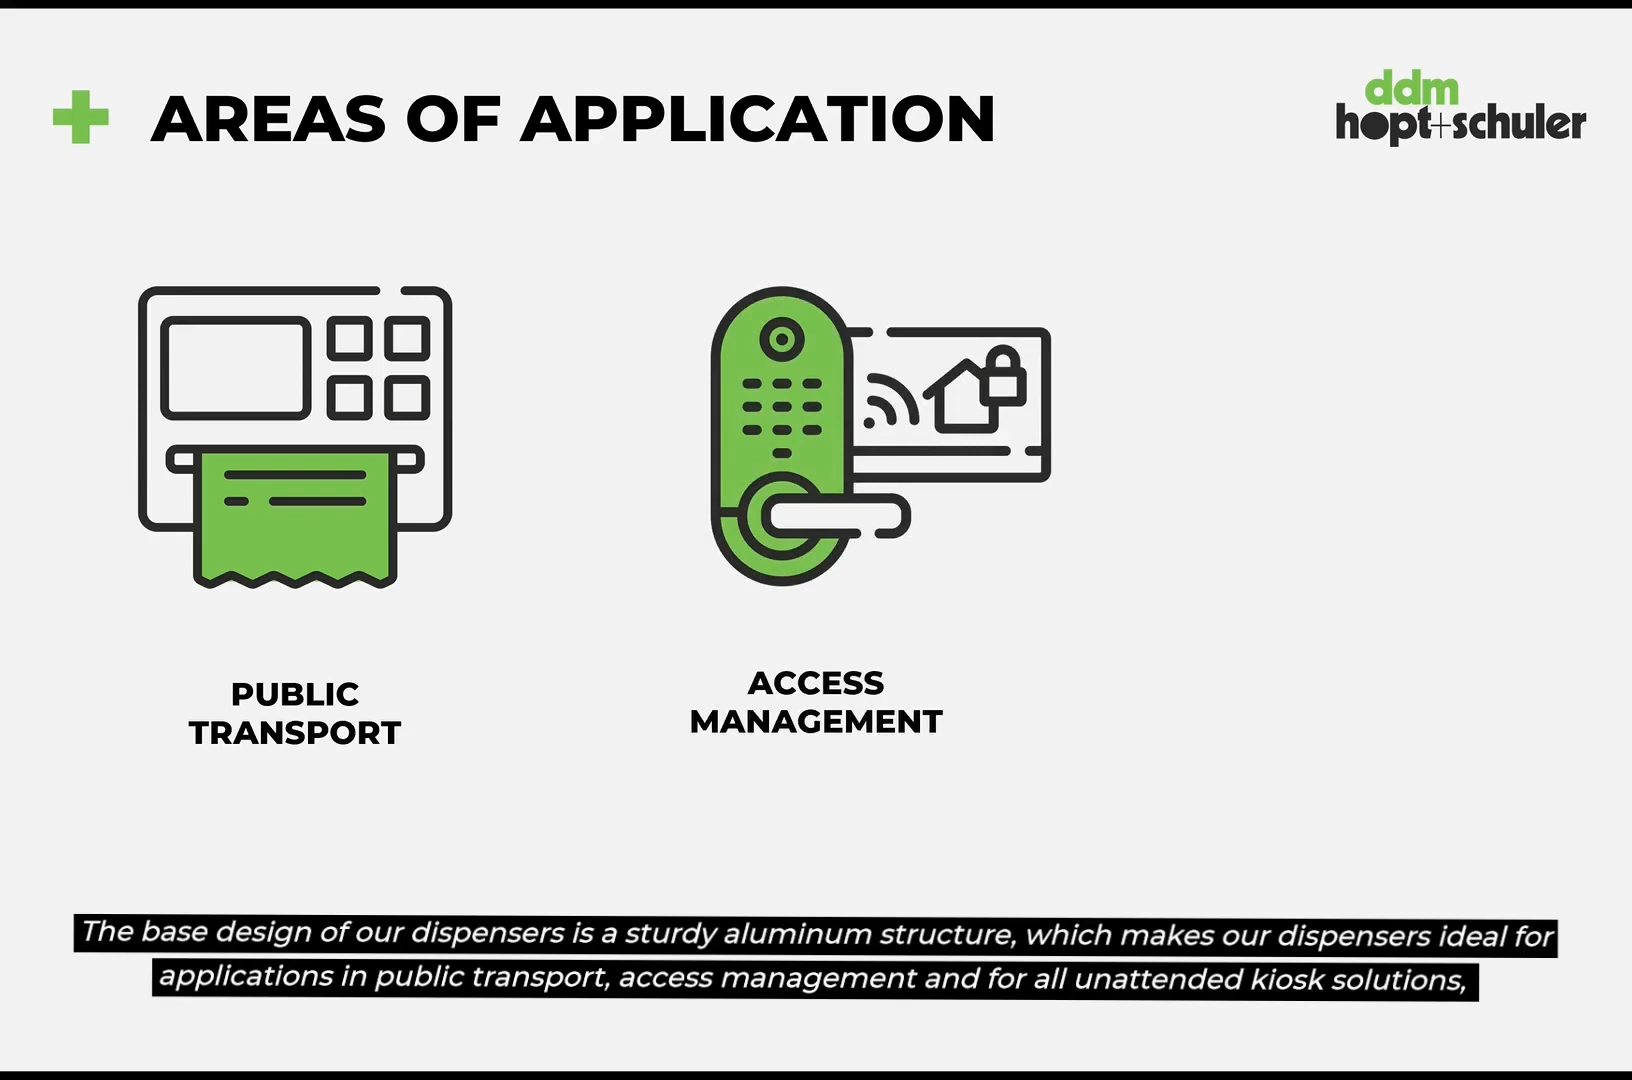 AREAS OF APPLICATION
ddm
hopt+schuler
PUBLIC
TRANSPORT
ACCESS
MANAGEMENT
The base design of our dispensers is a sturdy aluminum structure, which makes our dispensers ideal for
applications in public transport, access management and for all unattended kiosk solutions,